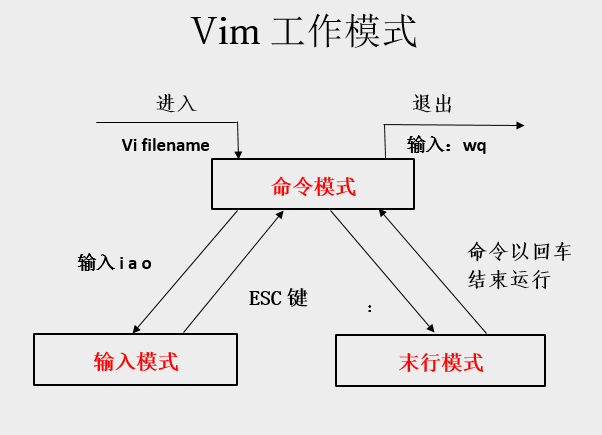 Vim 工作模式
进入
退出
Vi filename
输入：wq
命令模式
输入 i a o
命令以回车
结束运行
ESC 键
：
输入模式
末行模式